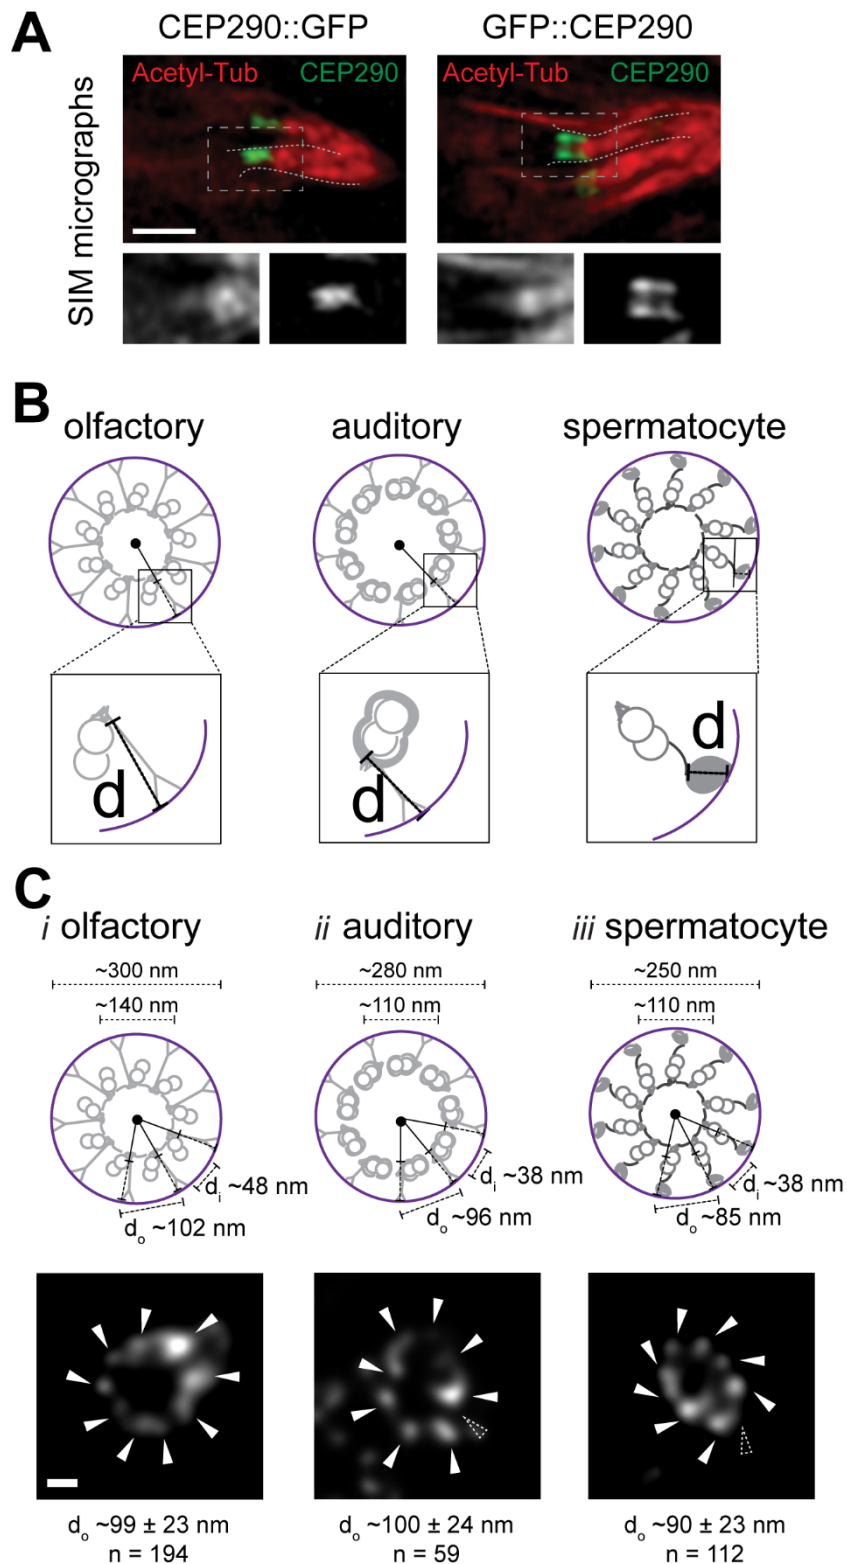 A
CEP290::GFP GFP::CEP290
SIM micrographs
Acetyl-Tub CEP290 Acetyl-Tub CEP290
B
olfactory auditory spermatocyte
d d d
C
i olfactory ii auditory iii spermatocyte
~300 nm ~280 nm ~250 nm
~140 nm ~110 nm ~110 nm
di ~48 nm di ~38 nm di ~38 nm
do ~102 nm do ~96 nm do ~85 nm
do ~99 ± 23 nm do ~100 ± 24 nm do ~90 ± 23 nm
n = 194 n = 59 n = 112